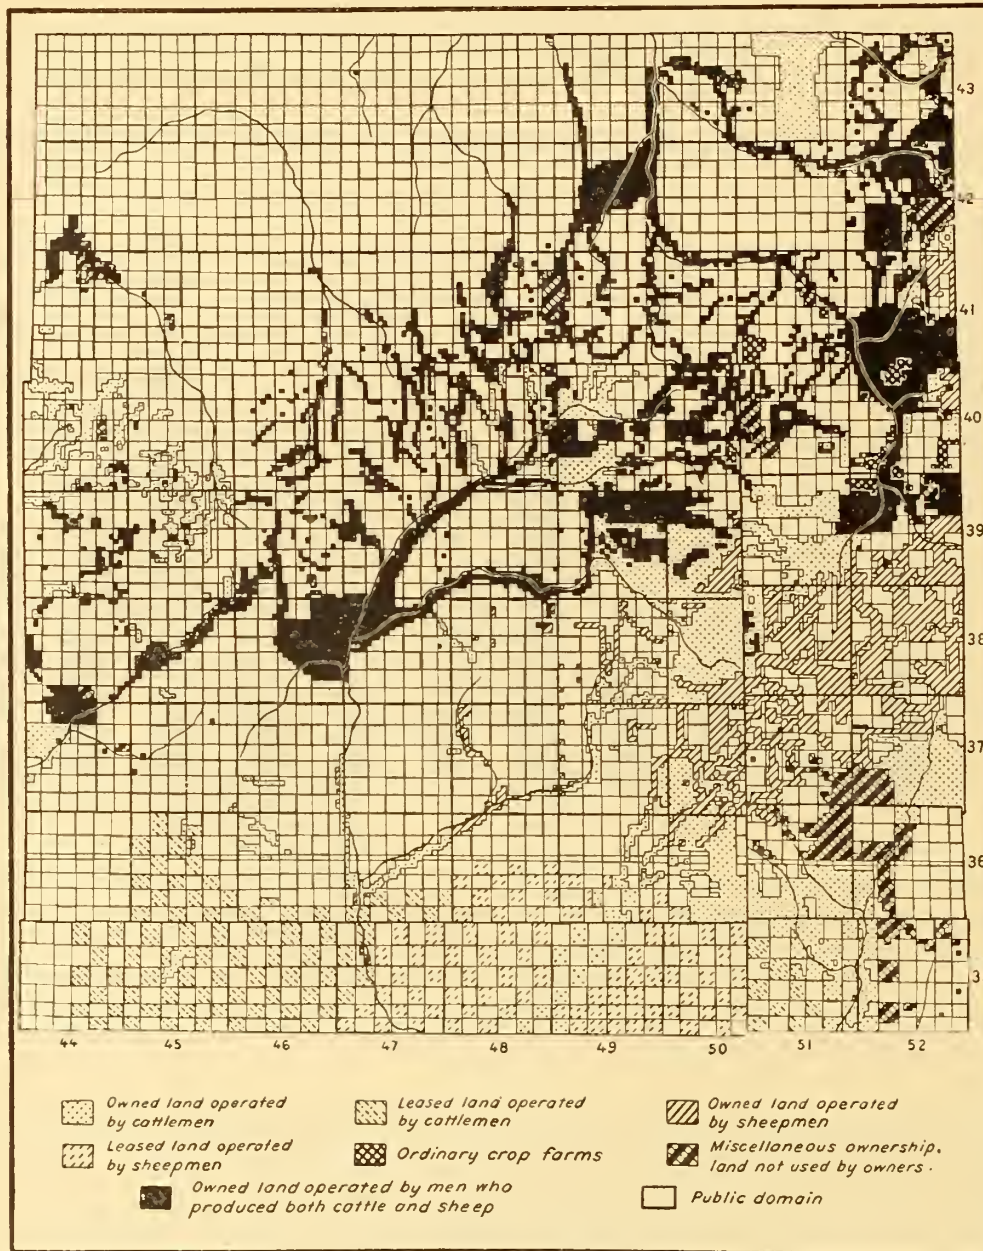 43
42
41
40
39
38
37
36
3
44 45 46 47 48 49 50 51 52
Owned land operated
by cattlemen
Leased land operated
by cattlemen
Owned land operated
by sheepmen
Leased land operated
by sheepmen
Ordinary crop farms
Miscellaneous ownership,
land not used by owners.
Owned land operated by men who
produced both cattle and sheep
Public domain